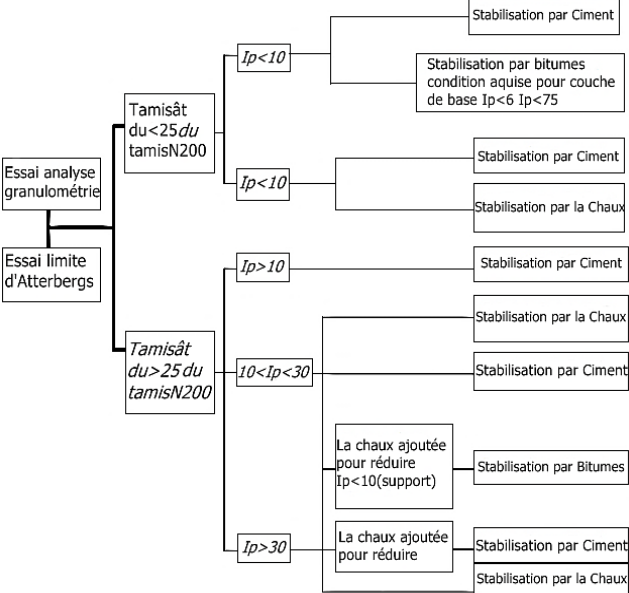 Essai analyse
granulométrie
Essai limite
d'Atterbergs
Tamisât
du<25du
tamisN200
Ip<10
Stabilisation par Ciment
Stabilisation par bitumes
condition aquise pour couche
de base Ip<6 Ip<75
Ip<10
Stabilisation par Ciment
Stabilisation par la Chaux
Tamisât
du>25du
tamisN200
Ip>10
Stabilisation par Ciment
10<Ip<30
Stabilisation par la Chaux
Stabilisation par Ciment
La chaux ajoutée
pour réduire
Ip<10(support)
Stabilisation par Bitumes
Ip>30
La chaux ajoutée
pour réduire
Stabilisation par Ciment
Stabilisation par la Chaux